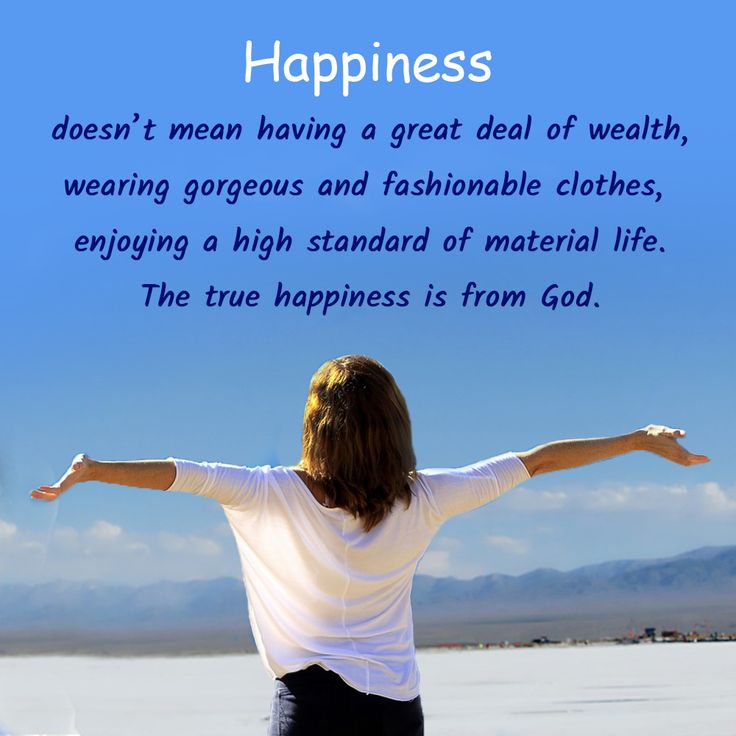 Happiness
doesn’t mean having a great deal of wealth,
wearing gorgeous and fashionable clothes,
enjoying a high standard of material life.
The true happiness is from God.